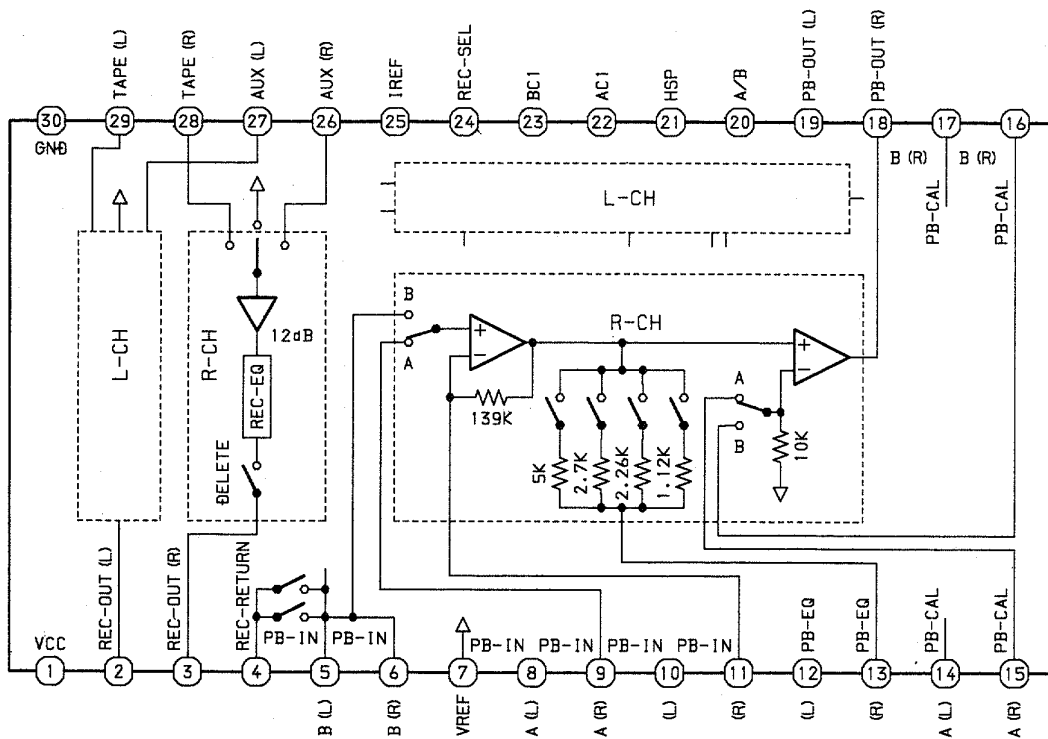 TAPE (L)
TAPE (R)
AUX (L)
AUX (R)
IREF
REC-SEL
BC1
AC1
HSP
A/B
PB-OUT (L)
PB-OUT (R)
30
29
28
27
26
25
24
23
22
21
20
19
18
17
16
GND
B (R)
B (R)
PB-CAL
PB-CAL
L-CH
L-CH
R-CH
12dB
REC-EQ
DELETE
B
A
+
−
139K
R-CH
5K
2.7K
2.26K
1.12K
A
B
+
−
10K
VCC
REC-OUT (L)
REC-OUT (R)
REC-RETURN
PB-IN
PB-IN
PB-IN
PB-IN
PB-IN
PB-IN
PB-EQ
PB-EQ
PB-CAL
PB-CAL
1
2
3
4
5
6
7
8
9
10
11
12
13
14
15
B (L)
B (R)
VREF
A (L)
A (R)
(L)
(R)
(L)
(R)
A (L)
A (R)